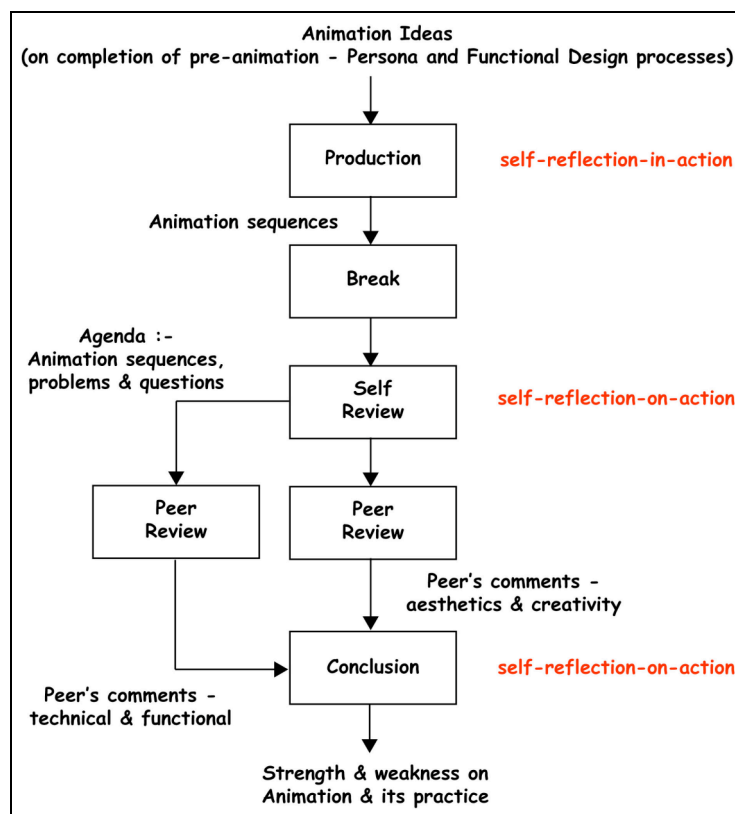 Animation Ideas
(on completion of pre-animation - Persona and Functional Design processes)
Production
self-reflection-in-action
Animation sequences
Break
Agenda :-
Animation sequences,
problems & questions
Self
Review
self-reflection-on-action
Peer
Review
Peer
Review
Peer's comments -
aesthetics & creativity
Conclusion
self-reflection-on-action
Peer's comments -
technical & functional
Strength & weakness on
Animation & its practice